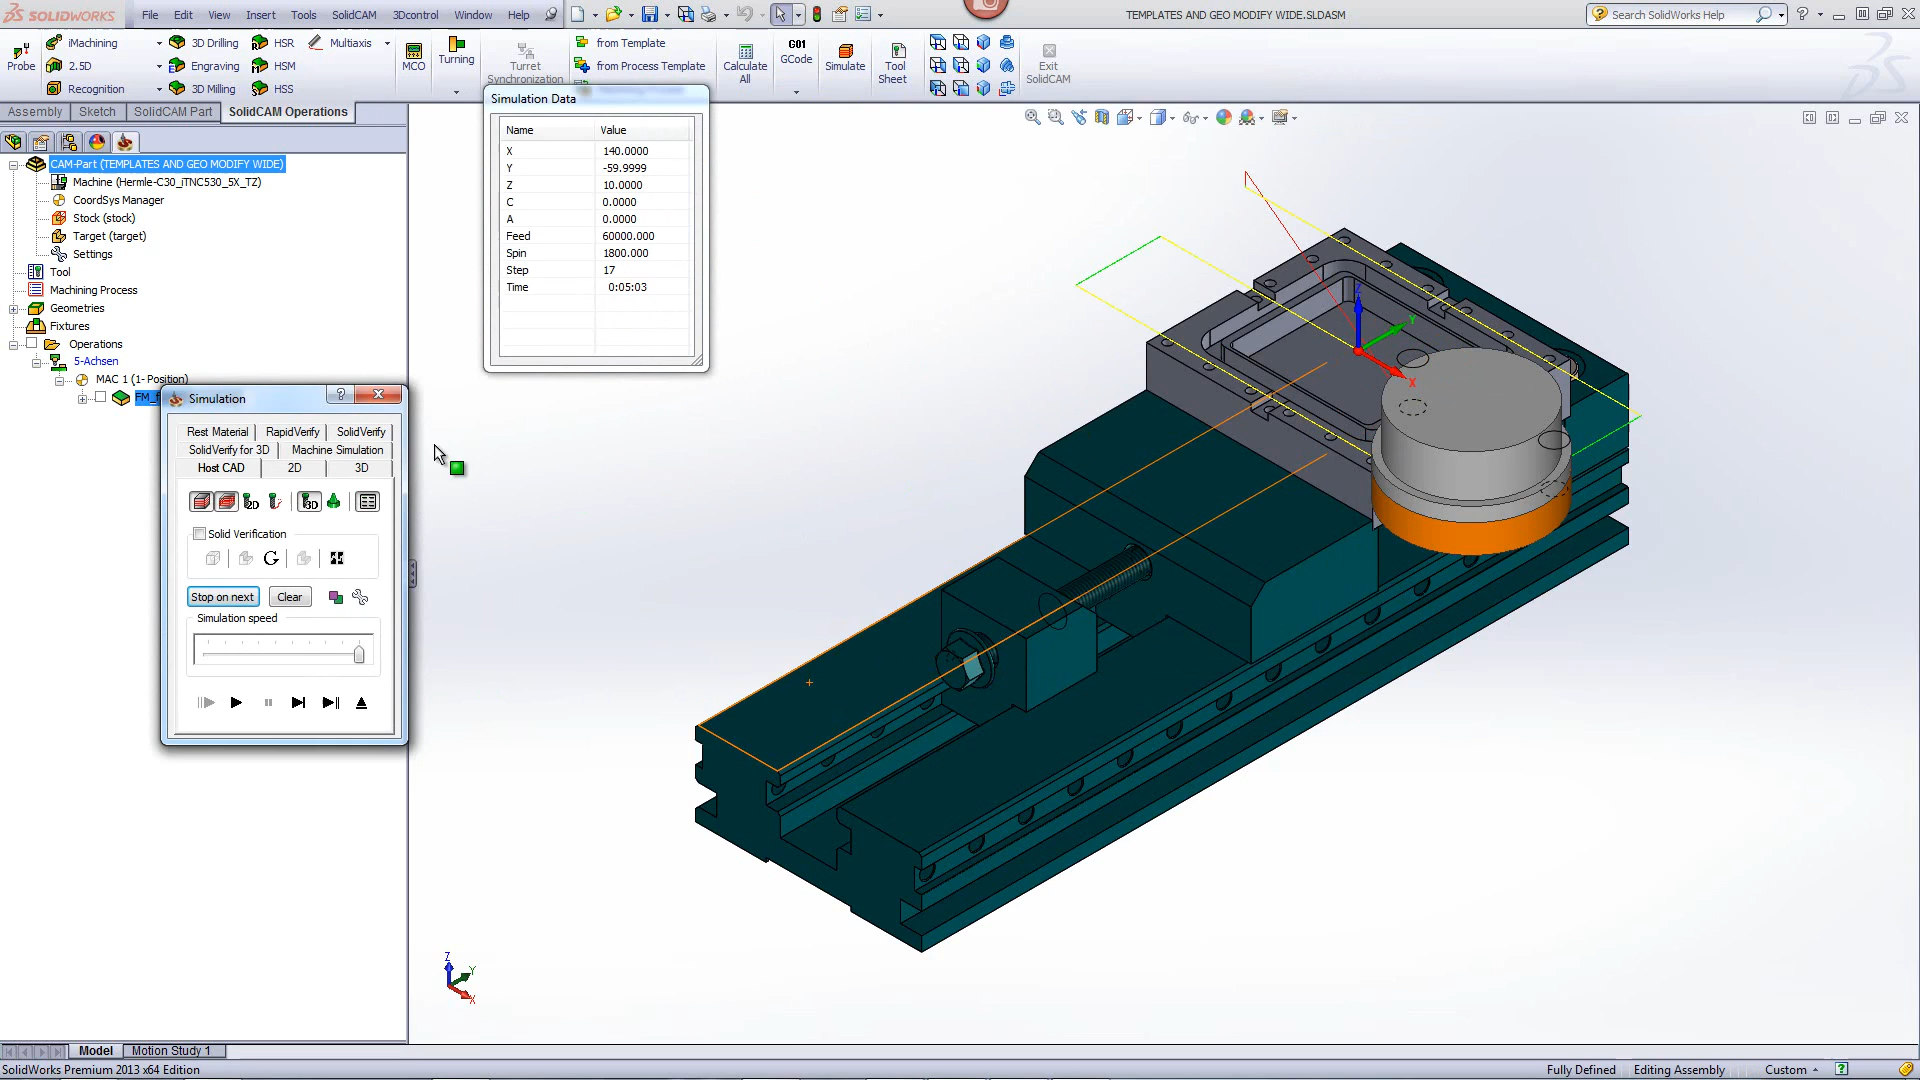 SOLIDWORKS
File Edit View Insert Tools SolidCAM 3Dcontrol Window Help
TEMPLATES AND GEO MODIFY WIDE.SLDASM
Search SolidWorks Help
Probe
iMachining
2.5D
Recognition
3D Drilling
Engraving
3D Milling
HSR
HSM
HSS
Multiaxis
MCO
Turning
Turret
Synchronization
from Template
from Process Template
Calculate
All
G01
GCode
Simulate
Tool
Sheet
Exit
SolidCAM
Assembly Sketch SolidCAM Part SolidCAM Operations
CAM-Part (TEMPLATES AND GEO MODIFY WIDE)
Machine (Hermle-C30_iTNC530_5X_TZ)
CoordSys Manager
Stock (stock)
Target (target)
Settings
Tool
Machining Process
Geometries
Fixtures
Operations
5-Achsen
MAC 1 (1- Position)
Simulation Data
Name Value
X 140.0000
Y -59.9999
Z 10.0000
C 0.0000
A 0.0000
Feed 60000.000
Spin 1800.000
Step 17
Time 0:05:03
Simulation
Rest Material RapidVerify SolidVerify
SolidVerify for 3D Machine Simulation
Host CAD 2D 3D
2D 3D
Solid Verification
Stop on next Clear
Simulation speed
Z
Y
X
Z
Y
X
Model Motion Study 1
SolidWorks Premium 2013 x64 Edition
Fully Defined Editing Assembly Custom